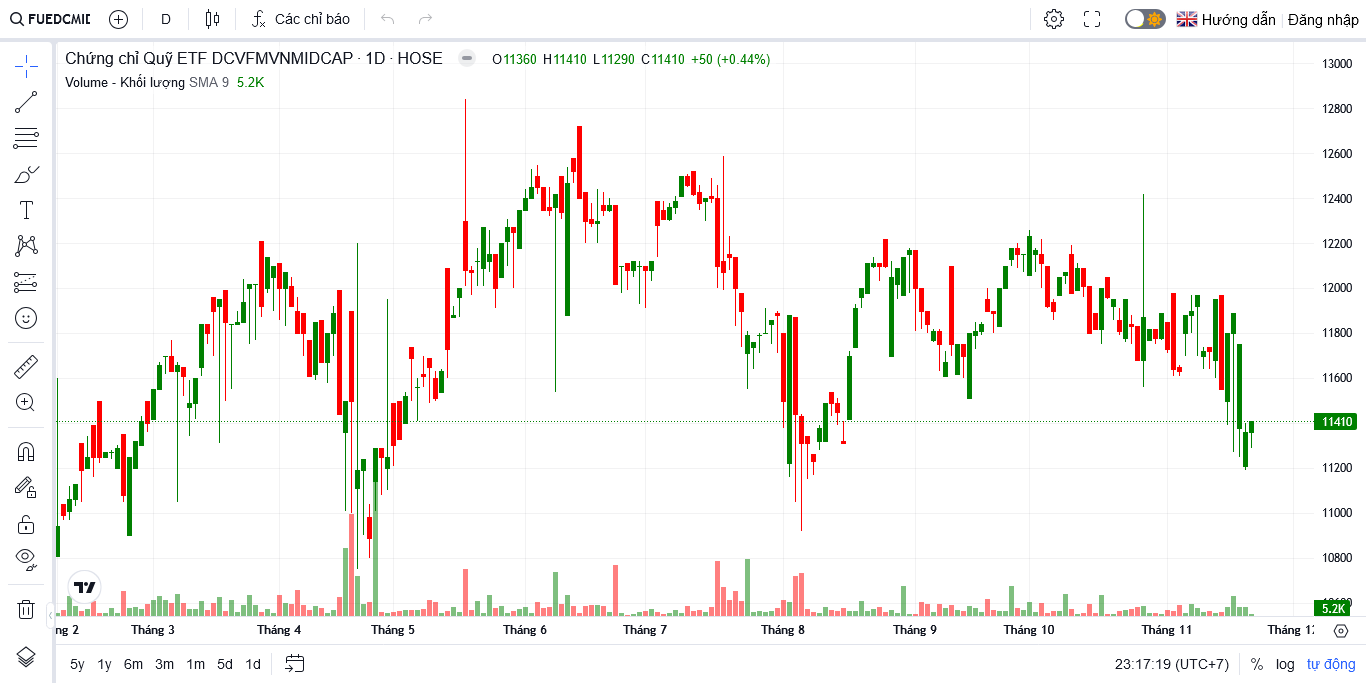 FUEDCMID D Các chỉ báo Hướng dẫn Đăng nhập
Chứng chỉ Quỹ ETF DCVFMVNMIDCAP · 1D · HOSE O11360 H11410 L11290 C11410 +50 (+0.44%)
Volume - Khối lượng SMA 9 5.2K
13000
12800
12600
12400
12200
12000
11800
11600
11410
11200
11000
10800
5.2K
ng 2 Tháng 3 Tháng 4 Tháng 5 Tháng 6 Tháng 7 Tháng 8 Tháng 9 Tháng 10 Tháng 11 Tháng 12
5y 1y 6m 3m 1m 5d 1d 23:17:19 (UTC+7) % log tự động